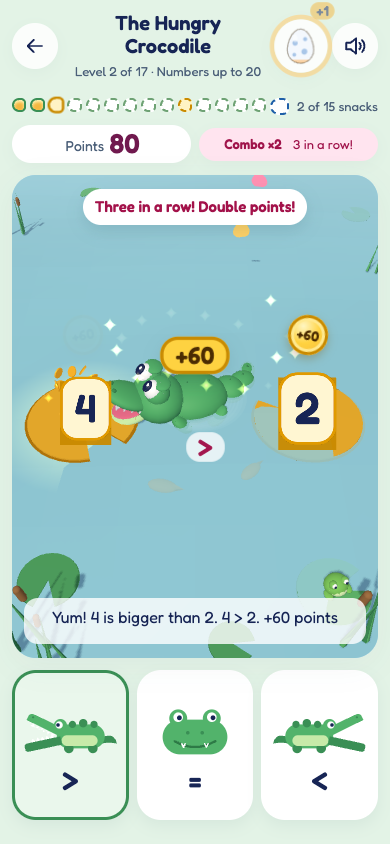 The Hungry
Crocodile
+1
Level 2 of 17 · Numbers up to 20
2 of 15 snacks
Points 80
Combo ×2 3 in a row!
Three in a row! Double points!
+60
+60
+60
4
2
>
Yum! 4 is bigger than 2. 4 > 2. +60 points
> = <